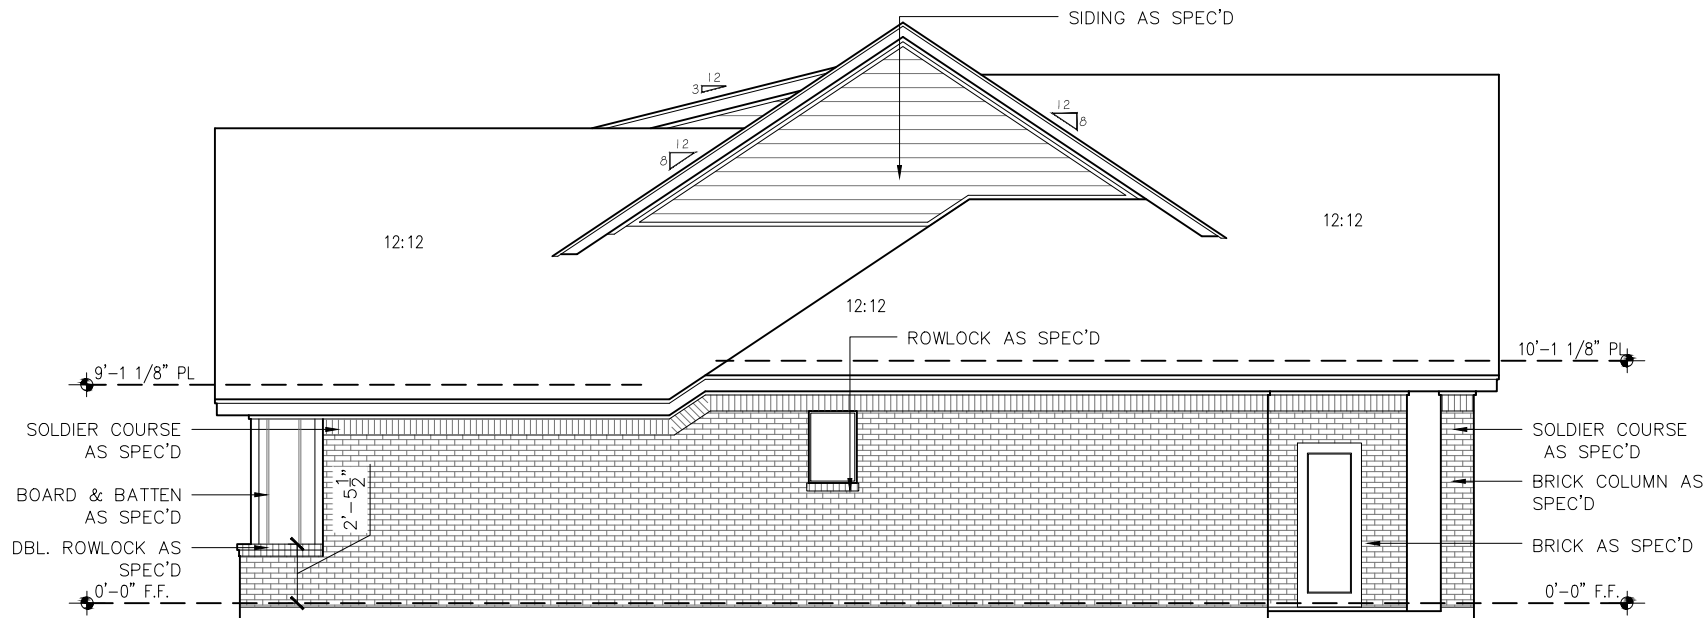 SIDING AS SPEC'D
12
3
12
8
12
8
12:12
12:12
12:12
ROWLOCK AS SPEC'D
9'-1 1/8" PL
10'-1 1/8" PL
SOLDIER COURSE
AS SPEC'D
BOARD & BATTEN
AS SPEC'D
DBL. ROWLOCK AS
SPEC'D
2'-5 1/2"
0'-0" F.F.
SOLDIER COURSE
AS SPEC'D
BRICK COLUMN AS
SPEC'D
BRICK AS SPEC'D
0'-0" F.F.